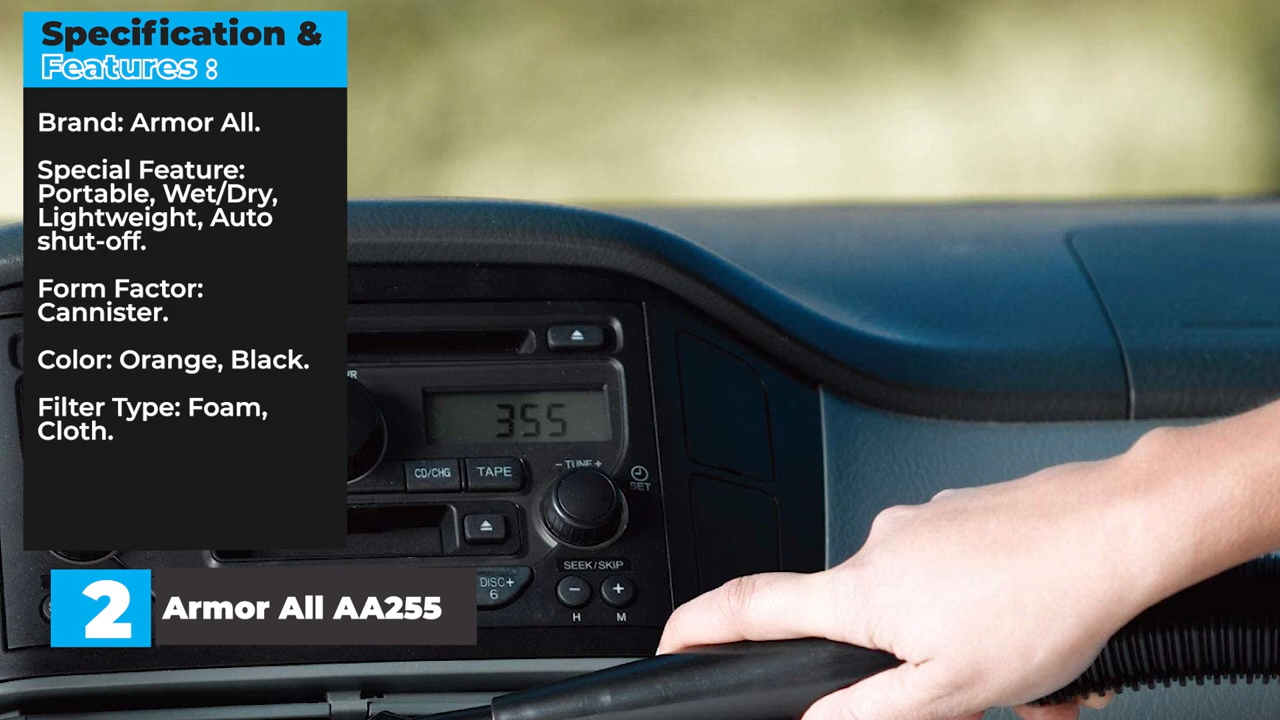 Specification &
Features :
Brand: Armor All.
Special Feature:
Portable, Wet/Dry,
Lightweight, Auto
shut-off.
Form Factor:
Cannister.
Color: Orange, Black.
Filter Type: Foam,
Cloth.
355
CD/CHG
TAPE
− TUNE +
SET
SEEK/SKIP
DISC+
6
− +
H M
2
Armor All AA255